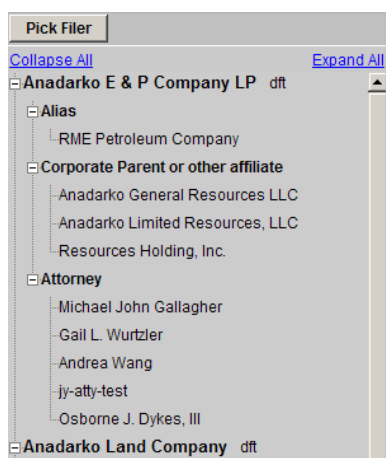 Pick Filer
Collapse All Expand All
Anadarko E & P Company LP dft
Alias
RME Petroleum Company
Corporate Parent or other affiliate
Anadarko General Resources LLC
Anadarko Limited Resources, LLC
Resources Holding, Inc.
Attorney
Michael John Gallagher
Gail L. Wurtzler
Andrea Wang
jy-atty-test
Osborne J. Dykes, III
Anadarko Land Company dft